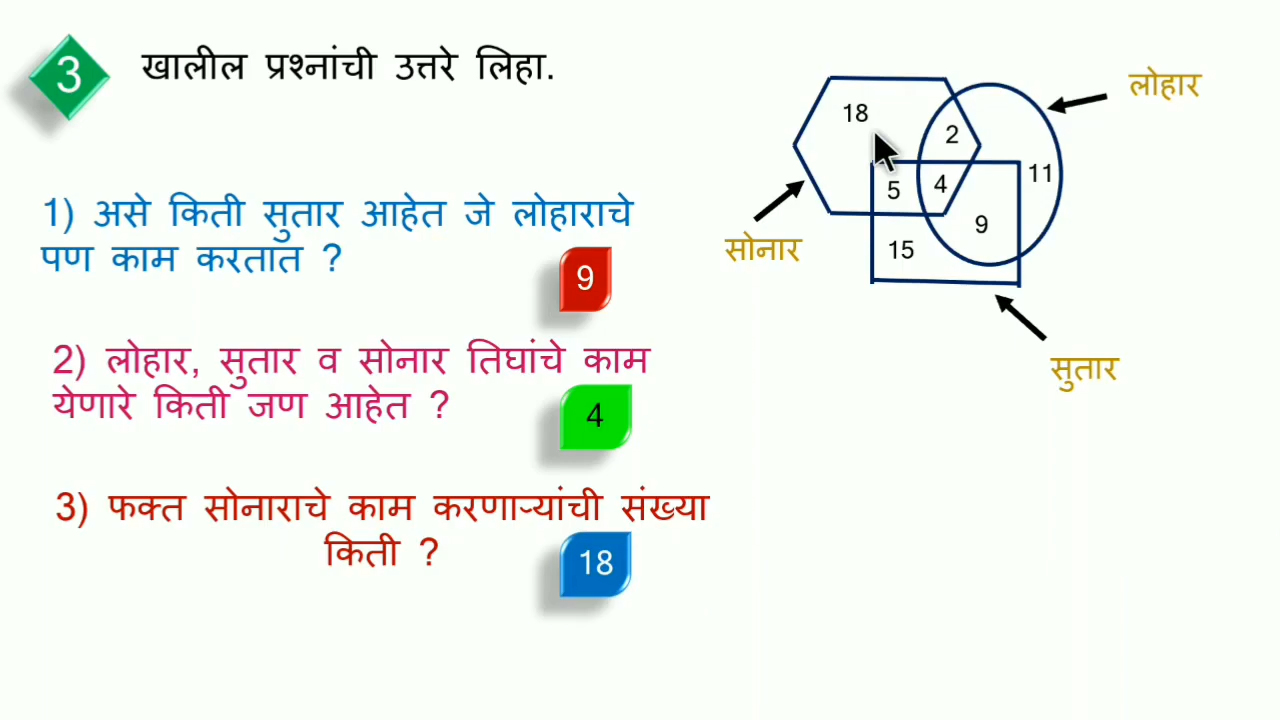 3
खालील प्रश्नांची उत्तरे लिहा.
1) असे किती सुतार आहेत जे लोहाराचे
पण काम करतात ?
9
2) लोहार, सुतार व सोनार तिघांचे काम
येणारे किती जण आहेत ?
4
3) फक्त सोनाराचे काम करणाऱ्यांची संख्या
किती ?
18
लोहार
18
2
11
5
4
9
15
सोनार
सुतार